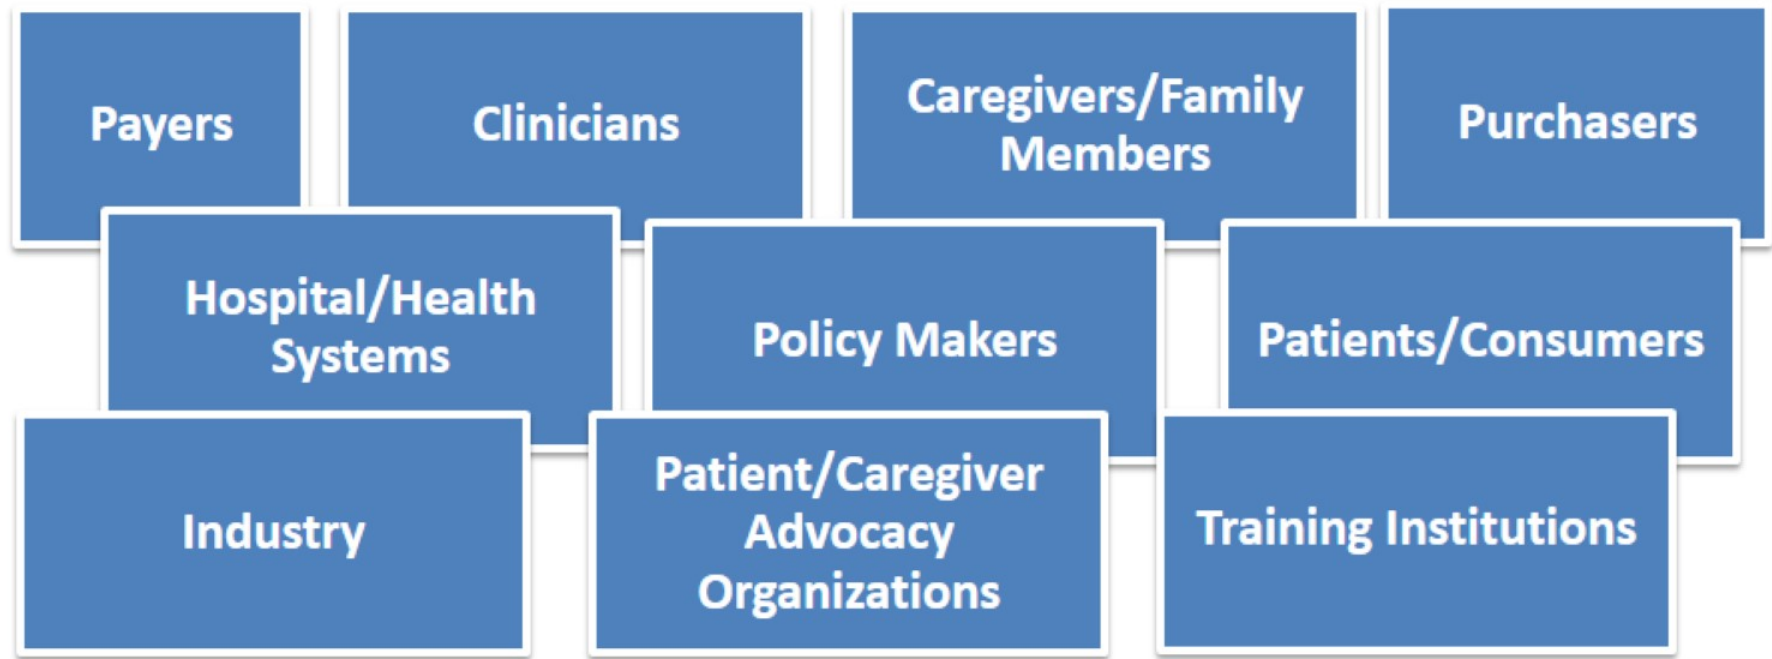 Payers
Clinicians
Caregivers/Family
Members
Purchasers
Hospital/Health
Systems
Policy Makers
Patients/Consumers
Industry
Patient/Caregiver
Advocacy
Organizations
Training Institutions